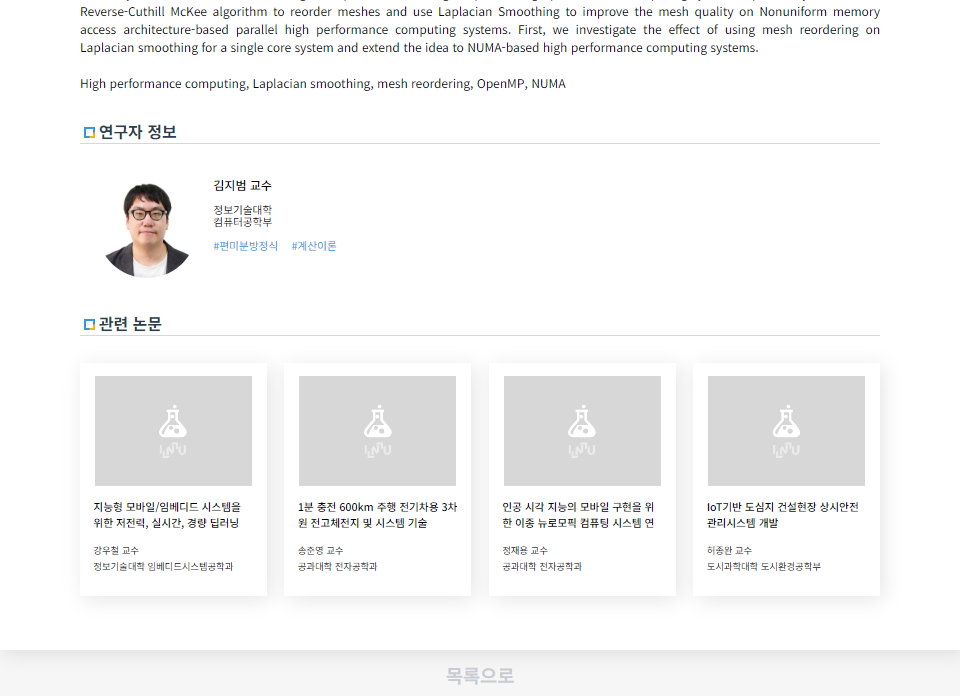 Reverse-Cuthill McKee algorithm to reorder meshes and use Laplacian Smoothing to improve the mesh quality on Nonuniform memory
access architecture-based parallel high performance computing systems. First, we investigate the effect of using mesh reordering on
Laplacian smoothing for a single core system and extend the idea to NUMA-based high performance computing systems.
High performance computing, Laplacian smoothing, mesh reordering, OpenMP, NUMA
연구자 정보
김지범 교수
정보기술대학
컴퓨터공학부
#편미분방정식 #계산이론
관련 논문
지능형 모바일/임베디드 시스템을
위한 저전력, 실시간, 경량 딥러닝
강우철 교수
정보기술대학 임베디드시스템공학과
1분 충전 600km 주행 전기차용 3차
원 전고체전지 및 시스템 기술
송준영 교수
공과대학 전자공학과
인공 시각 지능의 모바일 구현을 위
한 이종 뉴로모픽 컴퓨팅 시스템 연
정재용 교수
공과대학 전자공학과
IoT기반 도심지 건설현장 상시안전
관리시스템 개발
허종완 교수
도시과학대학 도시환경공학부
목록으로